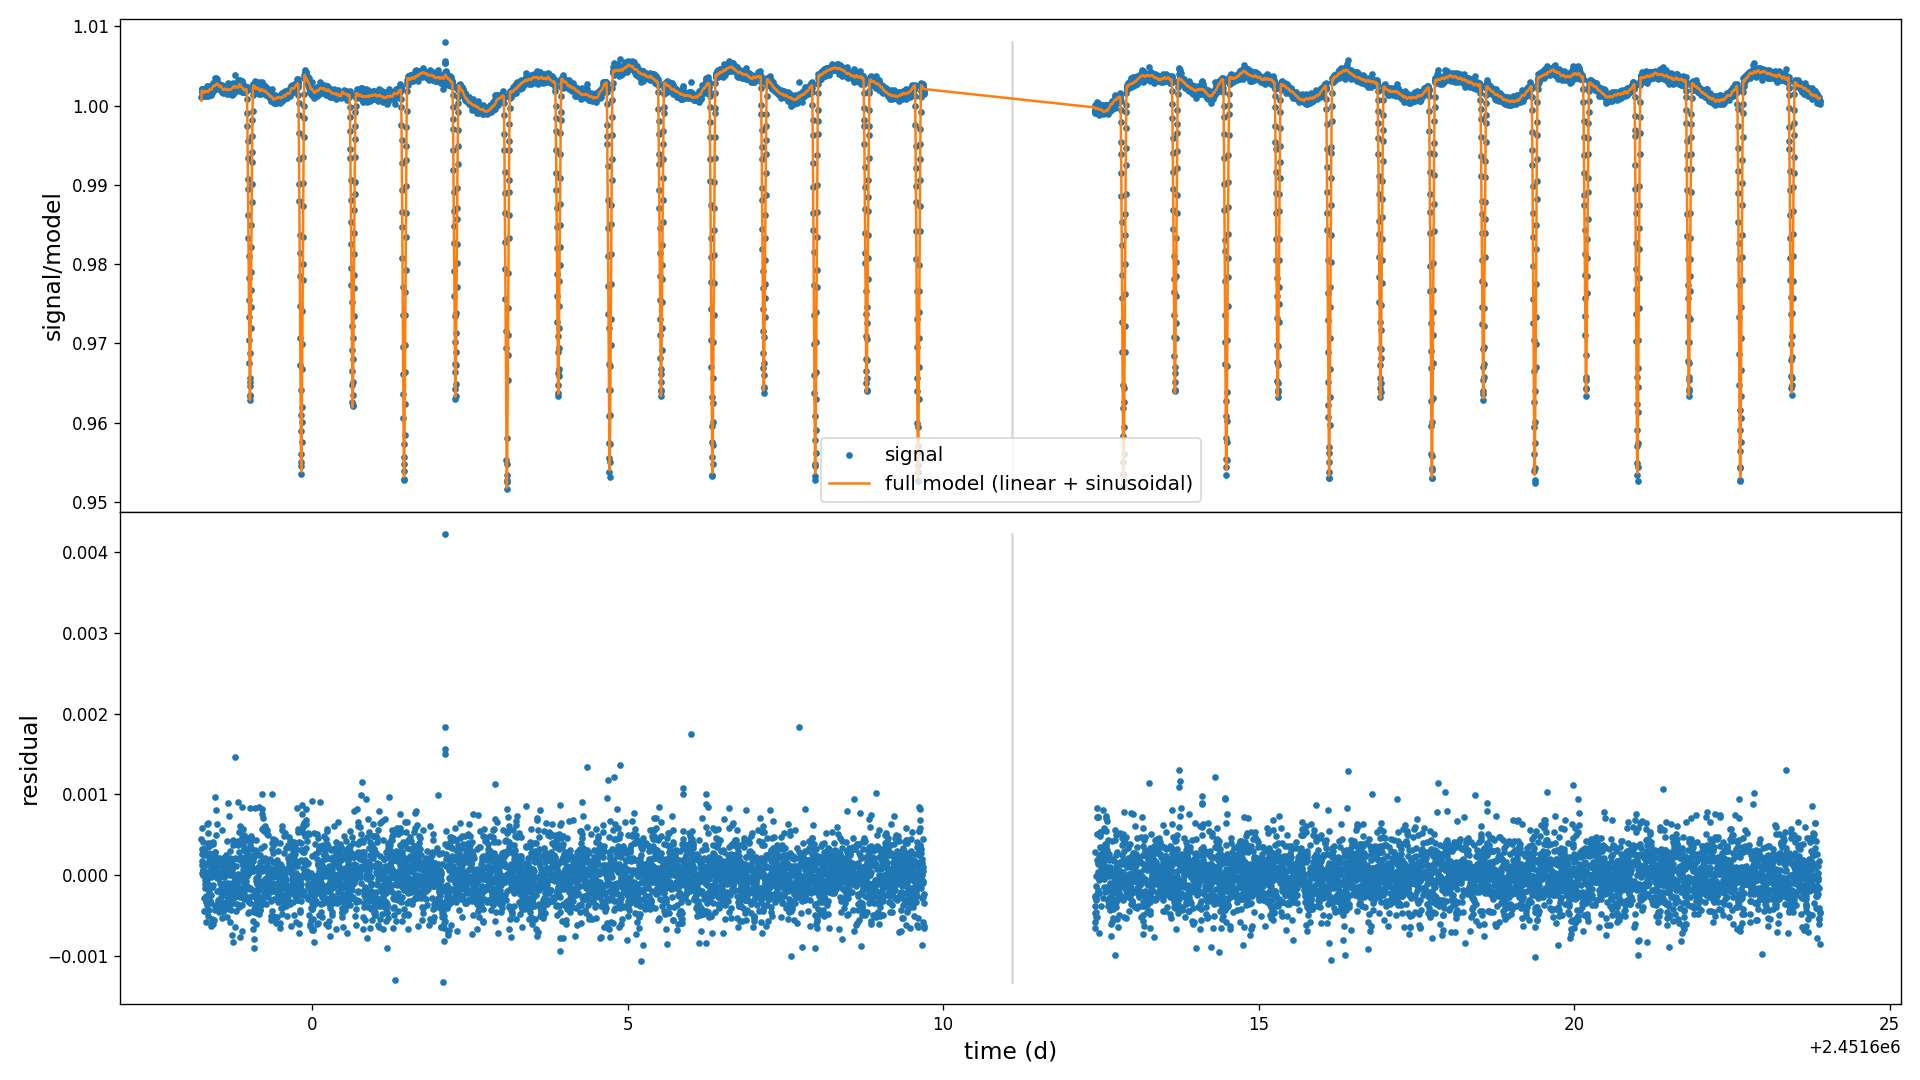 1.01
1.00
0.99
0.98
0.97
0.96
0.95
signal/model
signal
full model (linear + sinusoidal)
0.004
0.003
0.002
0.001
0.000
−0.001
residual
0 5 10 15 20 25
time (d)
+2.4516e6